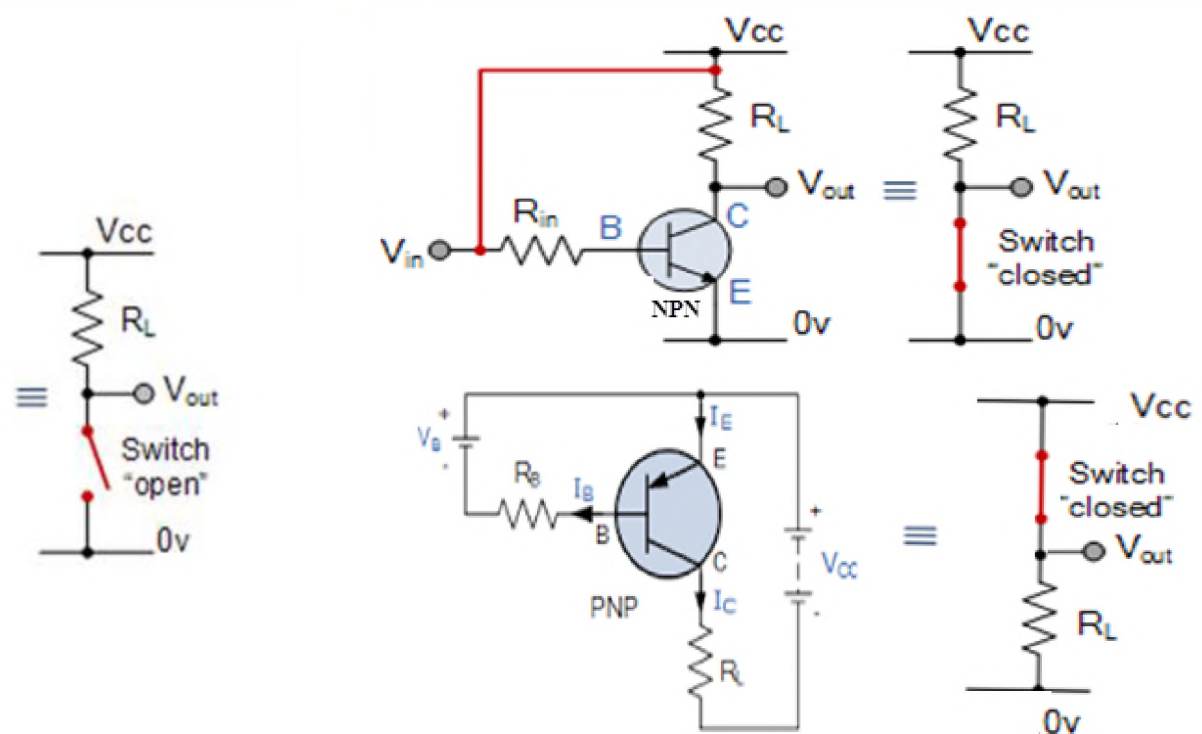 Vcc
RL
Vout
Switch
"open"
0v
Vcc
RL
Vout
Rin
B
C
Vin
E
NPN
0v
Vcc
RL
Vout
Switch
"closed"
0v
+
VB
-
IE
E
RB
IB
B
C
PNP
IC
RL
+
VCC
-
Vcc
Switch
"closed"
Vout
RL
0v